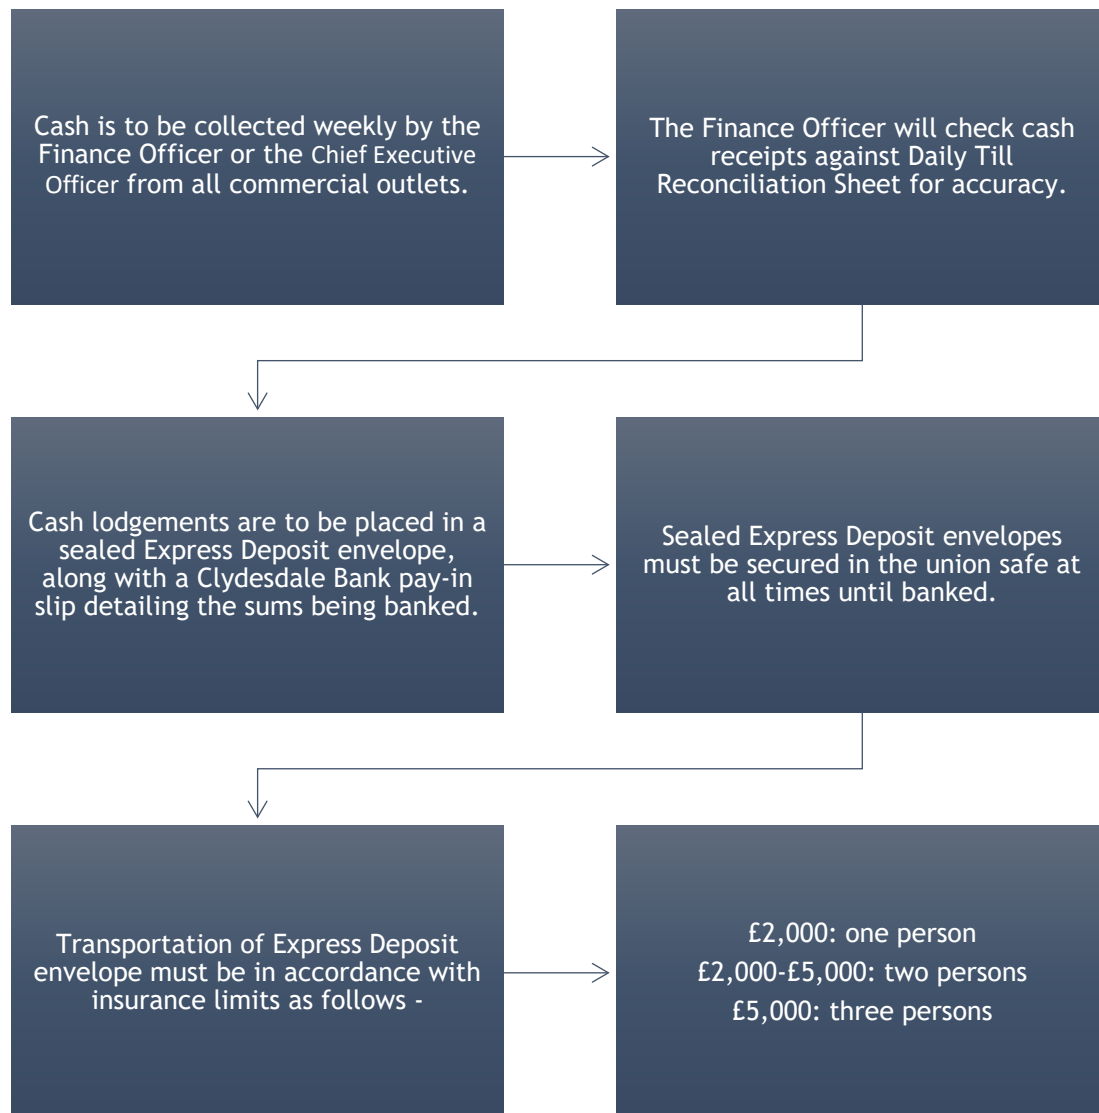 Cash is to be collected weekly by the
Finance Officer or the Chief Executive
Officer from all commercial outlets.
The Finance Officer will check cash
receipts against Daily Till
Reconciliation Sheet for accuracy.
Cash lodgements are to be placed in a
sealed Express Deposit envelope,
along with a Clydesdale Bank pay-in
slip detailing the sums being banked.
Sealed Express Deposit envelopes
must be secured in the union safe at
all times until banked.
Transportation of Express Deposit
envelope must be in accordance with
insurance limits as follows -
£2,000: one person
£2,000-£5,000: two persons
£5,000: three persons